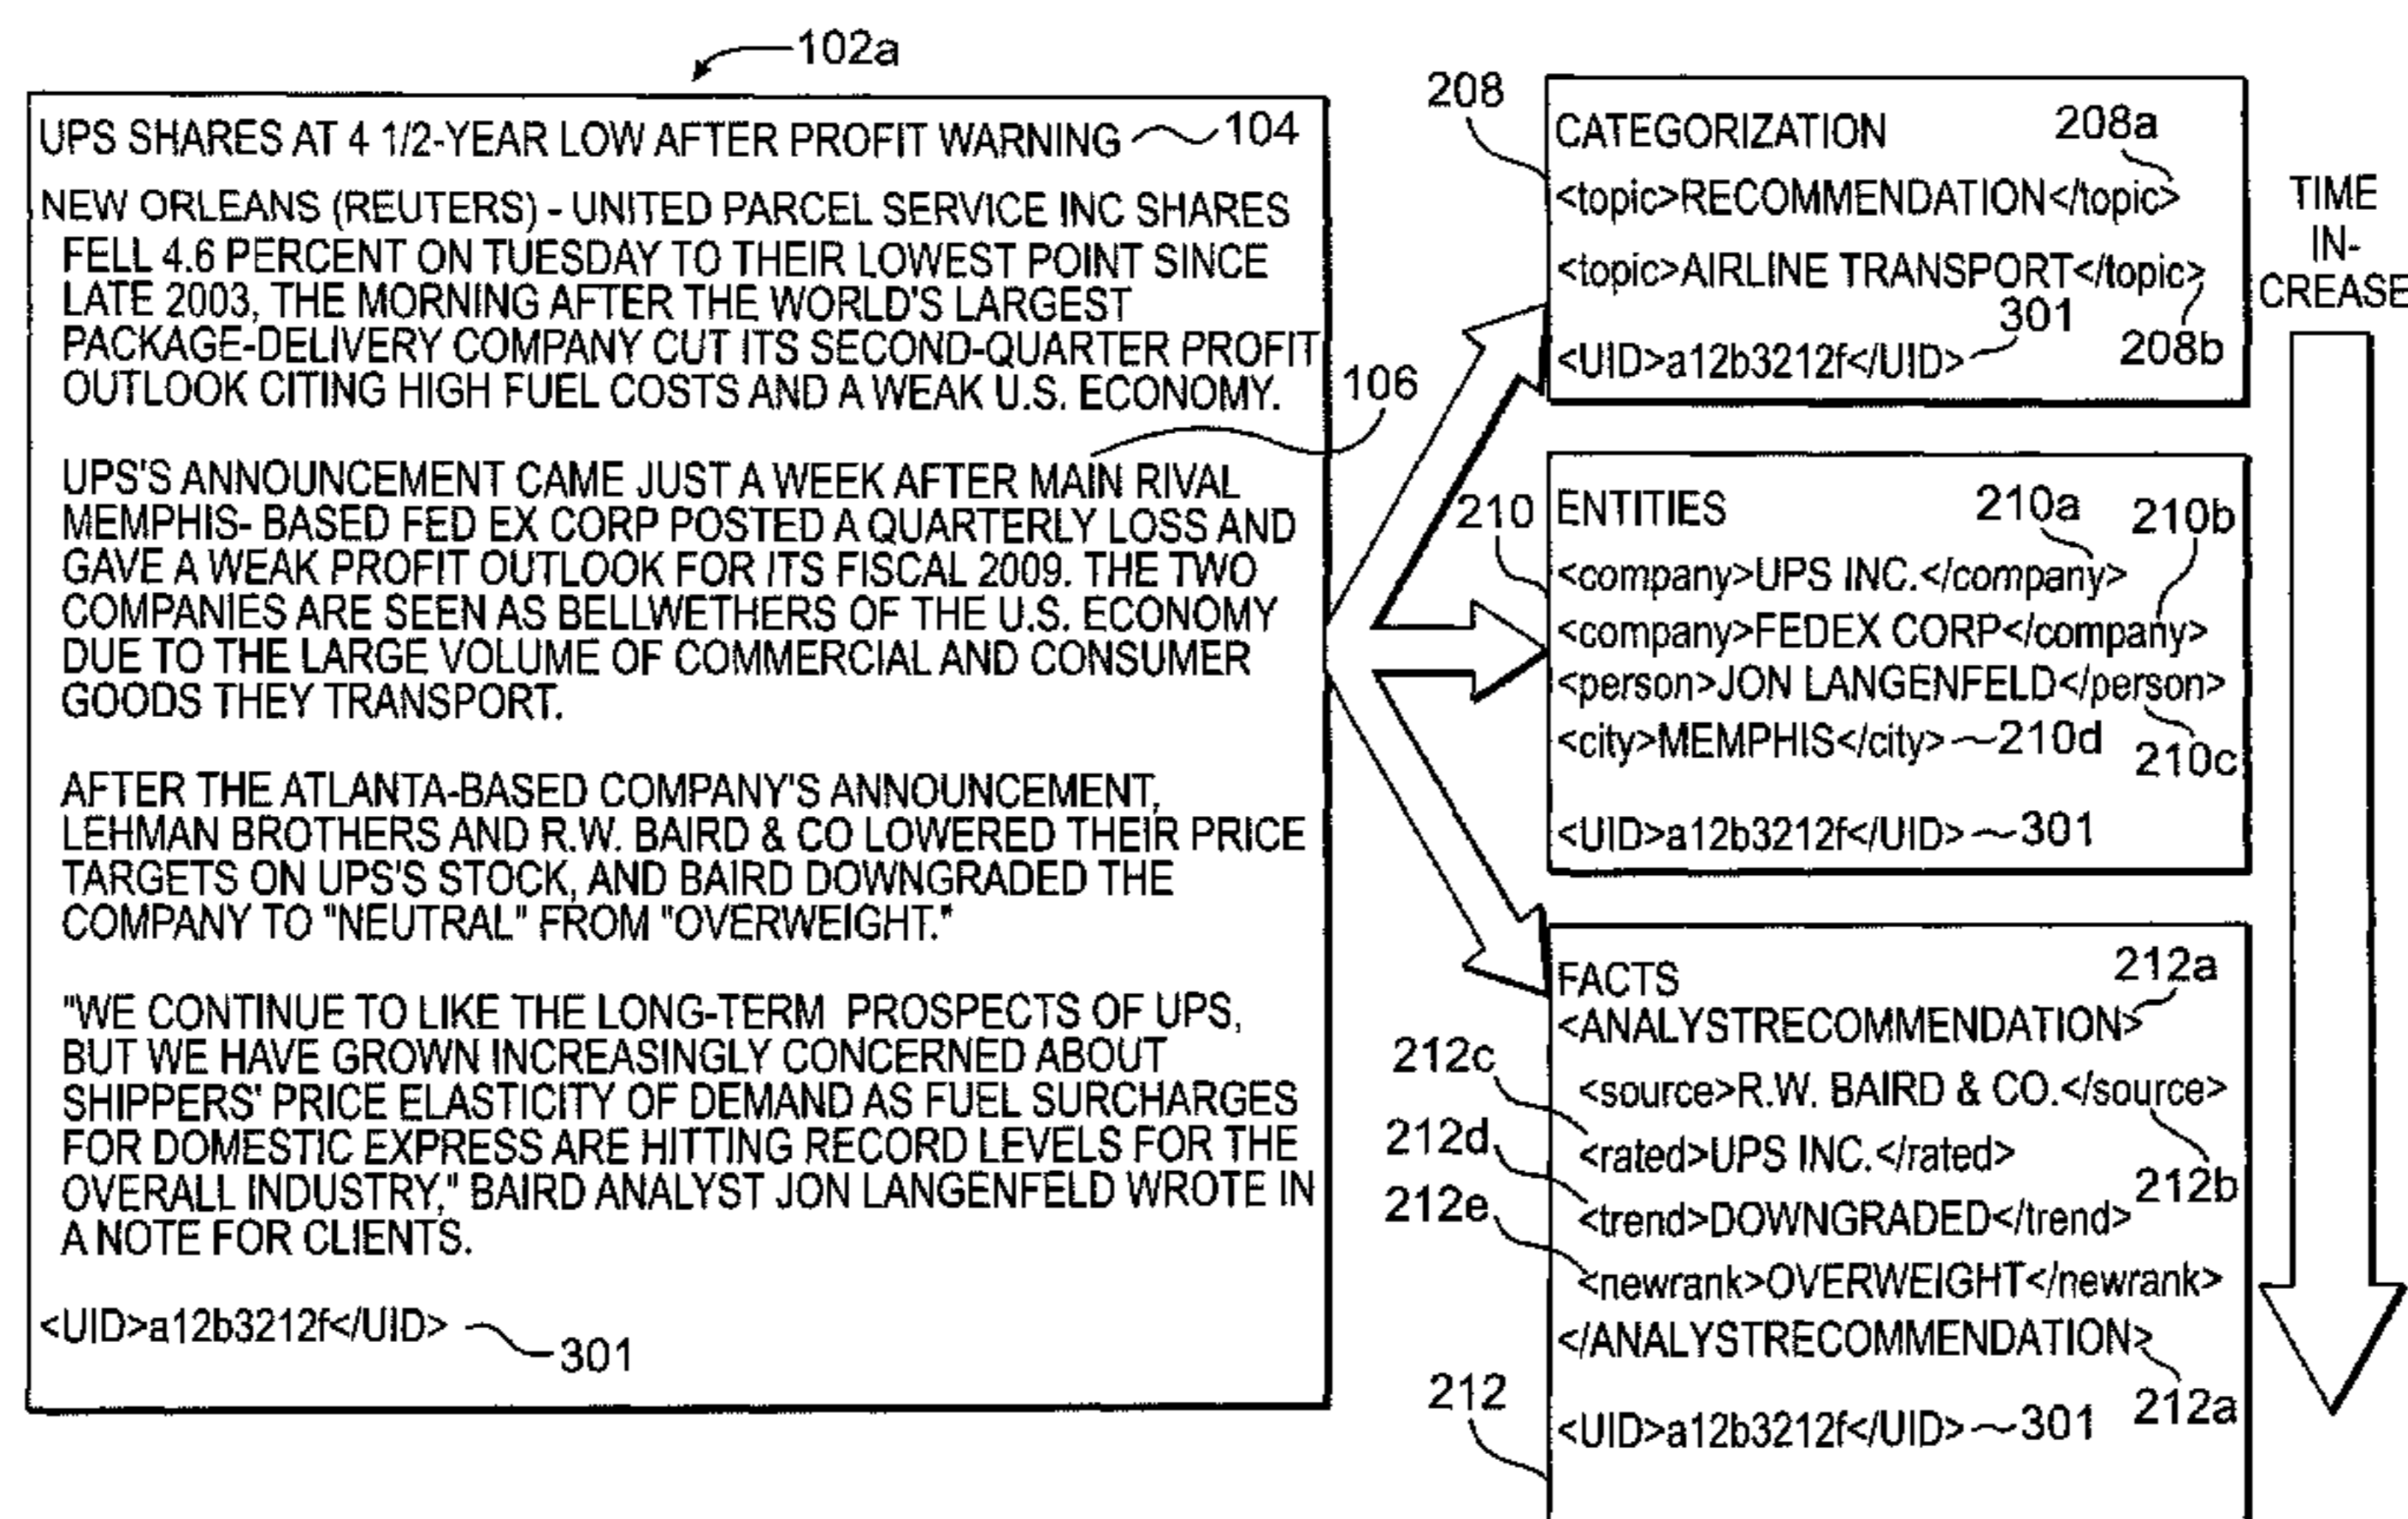 102a
UPS SHARES AT 4 1/2-YEAR LOW AFTER PROFIT WARNING 104
NEW ORLEANS (REUTERS) - UNITED PARCEL SERVICE INC SHARES
FELL 4.6 PERCENT ON TUESDAY TO THEIR LOWEST POINT SINCE
LATE 2003, THE MORNING AFTER THE WORLD'S LARGEST
PACKAGE-DELIVERY COMPANY CUT ITS SECOND-QUARTER PROFIT
OUTLOOK CITING HIGH FUEL COSTS AND A WEAK U.S. ECONOMY.
106
UPS'S ANNOUNCEMENT CAME JUST A WEEK AFTER MAIN RIVAL
MEMPHIS- BASED FED EX CORP POSTED A QUARTERLY LOSS AND
GAVE A WEAK PROFIT OUTLOOK FOR ITS FISCAL 2009. THE TWO
COMPANIES ARE SEEN AS BELLWETHERS OF THE U.S. ECONOMY
DUE TO THE LARGE VOLUME OF COMMERCIAL AND CONSUMER
GOODS THEY TRANSPORT.
AFTER THE ATLANTA-BASED COMPANY'S ANNOUNCEMENT,
LEHMAN BROTHERS AND R.W. BAIRD & CO LOWERED THEIR PRICE
TARGETS ON UPS'S STOCK, AND BAIRD DOWNGRADED THE
COMPANY TO "NEUTRAL" FROM "OVERWEIGHT."
"WE CONTINUE TO LIKE THE LONG-TERM PROSPECTS OF UPS,
BUT WE HAVE GROWN INCREASINGLY CONCERNED ABOUT
SHIPPERS' PRICE ELASTICITY OF DEMAND AS FUEL SURCHARGES
FOR DOMESTIC EXPRESS ARE HITTING RECORD LEVELS FOR THE
OVERALL INDUSTRY," BAIRD ANALYST JON LANGENFELD WROTE IN
A NOTE FOR CLIENTS.
<UID>a12b3212f</UID> 301
208
CATEGORIZATION 208a
<topic>RECOMMENDATION</topic>
<topic>AIRLINE TRANSPORT</topic>
301
208b
<UID>a12b3212f</UID>
210
ENTITIES 210a 210b
<company>UPS INC.</company>
<company>FEDEX CORP</company>
<person>JON LANGENFELD</person>
<city>MEMPHIS</city> 210d
210c
<UID>a12b3212f</UID> 301
FACTS 212a
<ANALYSTRECOMMENDATION>
212c
<source>R.W. BAIRD & CO.</source>
212d
<rated>UPS INC.</rated>
212b
212e
<trend>DOWNGRADED</trend>
<newrank>OVERWEIGHT</newrank>
</ANALYSTRECOMMENDATION>
212
212a
<UID>a12b3212f</UID> 301
TIME
IN-
CREASE